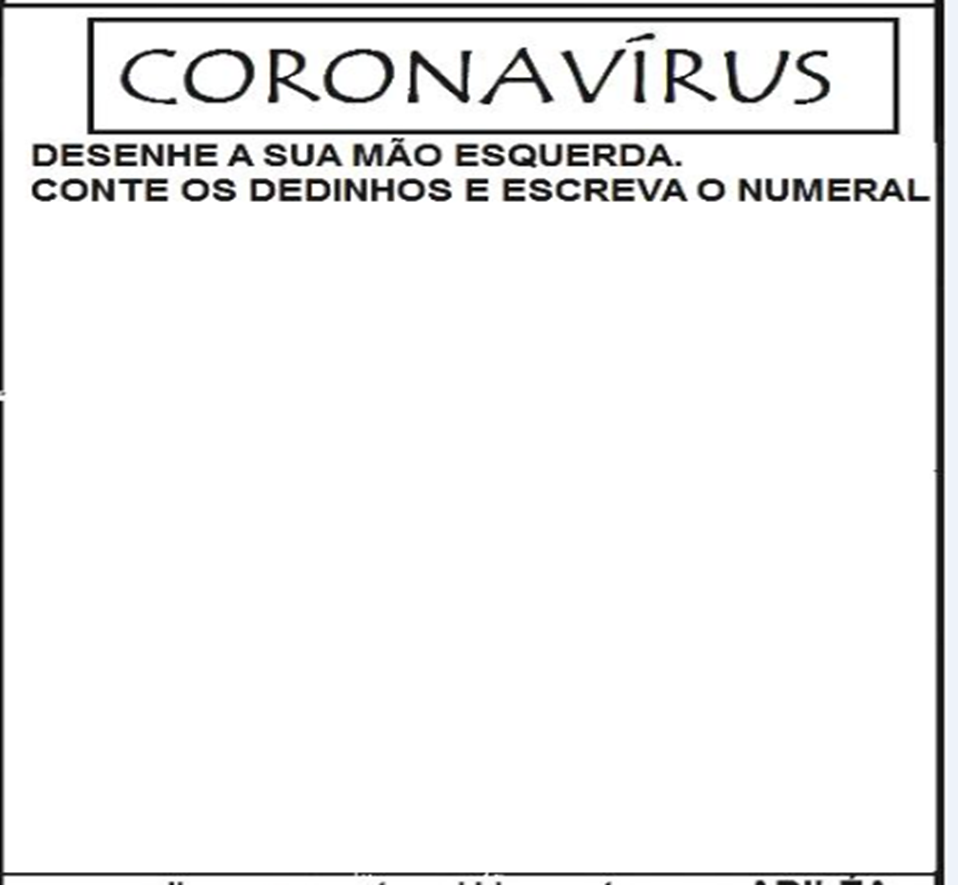 CORONAVÍRUS
DESENHE A SUA MÃO ESQUERDA.
CONTE OS DEDINHOS E ESCREVA O NUMERAL